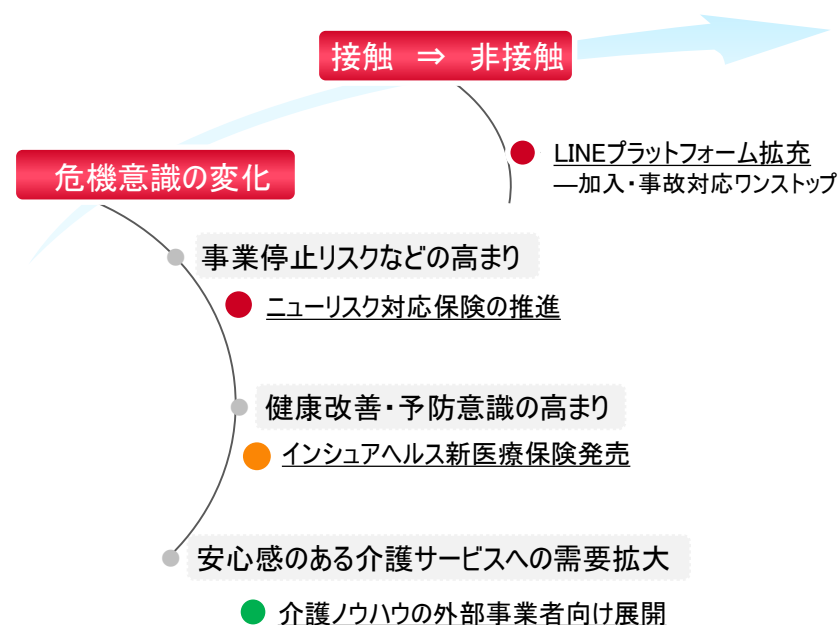 接触 ⇒ 非接触
LINEプラットフォーム拡充
―加入・事故対応ワンストップ
危機意識の変化
事業停止リスクなどの高まり
ニューリスク対応保険の推進
健康改善・予防意識の高まり
インシュアヘルス新医療保険発売
安心感のある介護サービスへの需要拡大
介護ノウハウの外部事業者向け展開